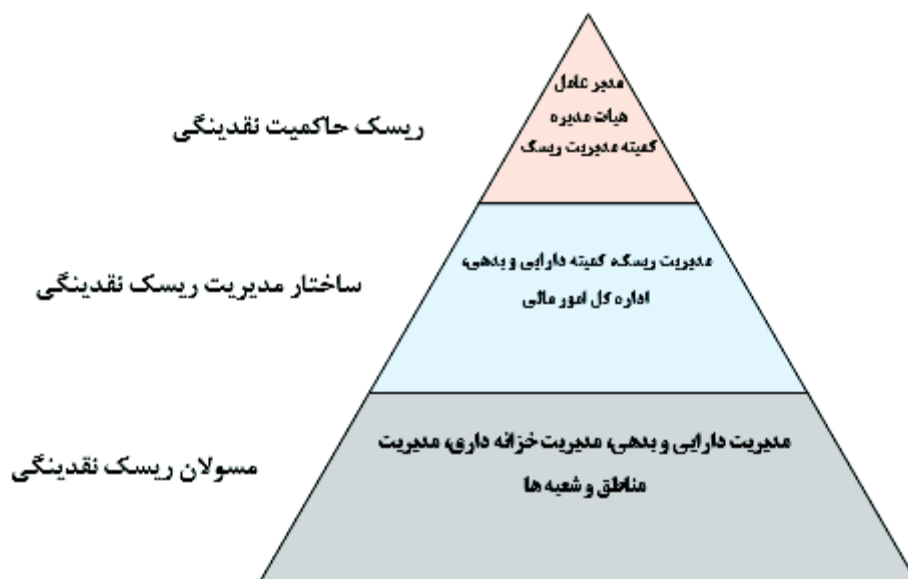 مدیر عامل
هیات مدیره
کمیته مدیریت ریسک
ریسک حاکمیت نقدینگی
مدیریت ریسک، کمیته دارایی و بدهی،
اداره کل امور مالی
ساختار مدیریت ریسک نقدینگی
مدیریت دارایی و بدهی، مدیریت خزانه داری، مدیریت
مناطق و شعبه ها
مسولان ریسک نقدینگی